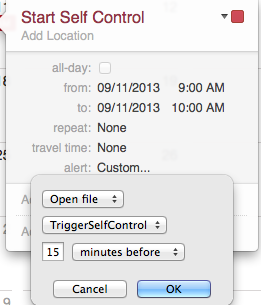 Start Self Control
Add Location
all-day:
from: 09/11/2013 9:00 AM
to: 09/11/2013 10:00 AM
repeat: None
travel time: None
alert: Custom...
Open file
TriggerSelfControl
15 minutes before
Cancel OK